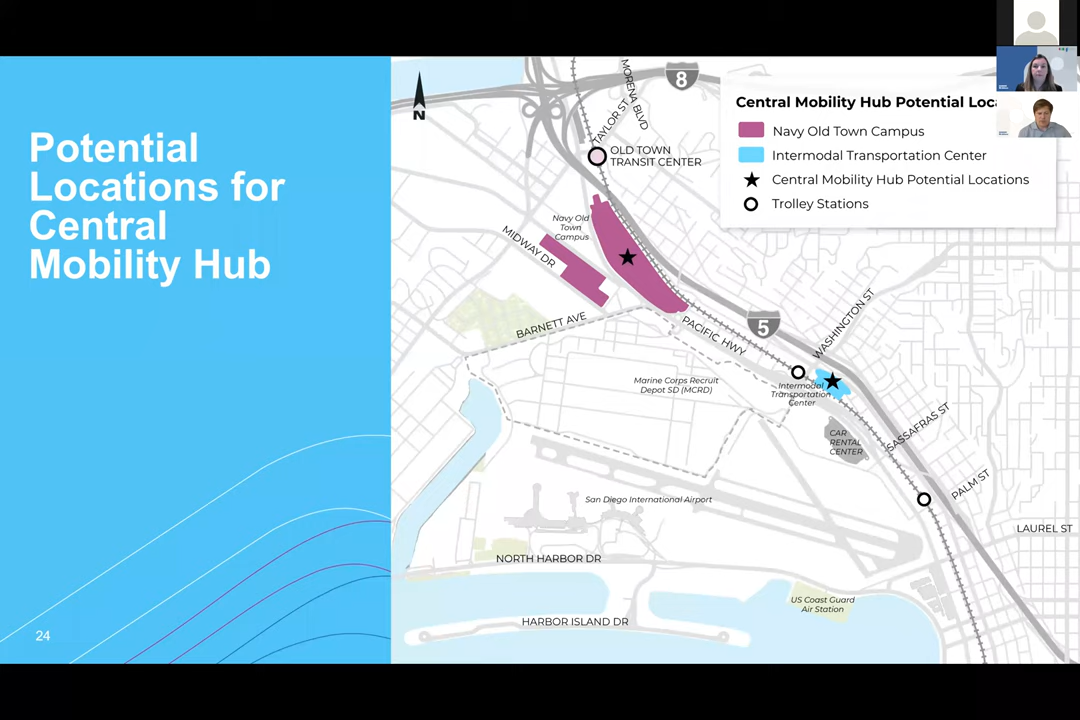 Potential
Locations for
Central
Mobility Hub
24
N
8
MORENA BLVD
TAYLOR ST
OLD TOWN
TRANSIT CENTER
Central Mobility Hub Potential Loca
Navy Old Town Campus
Intermodal Transportation Center
Central Mobility Hub Potential Locations
Trolley Stations
Navy Old
Town
Campus
MIDWAY DR
BARNETT AVE
PACIFIC HWY
5
WASHINGTON ST
Marine Corps Recruit
Depot SD (MCRD)
Intermodal
Transportation
Center
CAR
RENTAL
CENTER
SASSAFRAS ST
PALM ST
LAUREL ST
San Diego International Airport
NORTH HARBOR DR
US Coast Guard
Air Station
HARBOR ISLAND DR